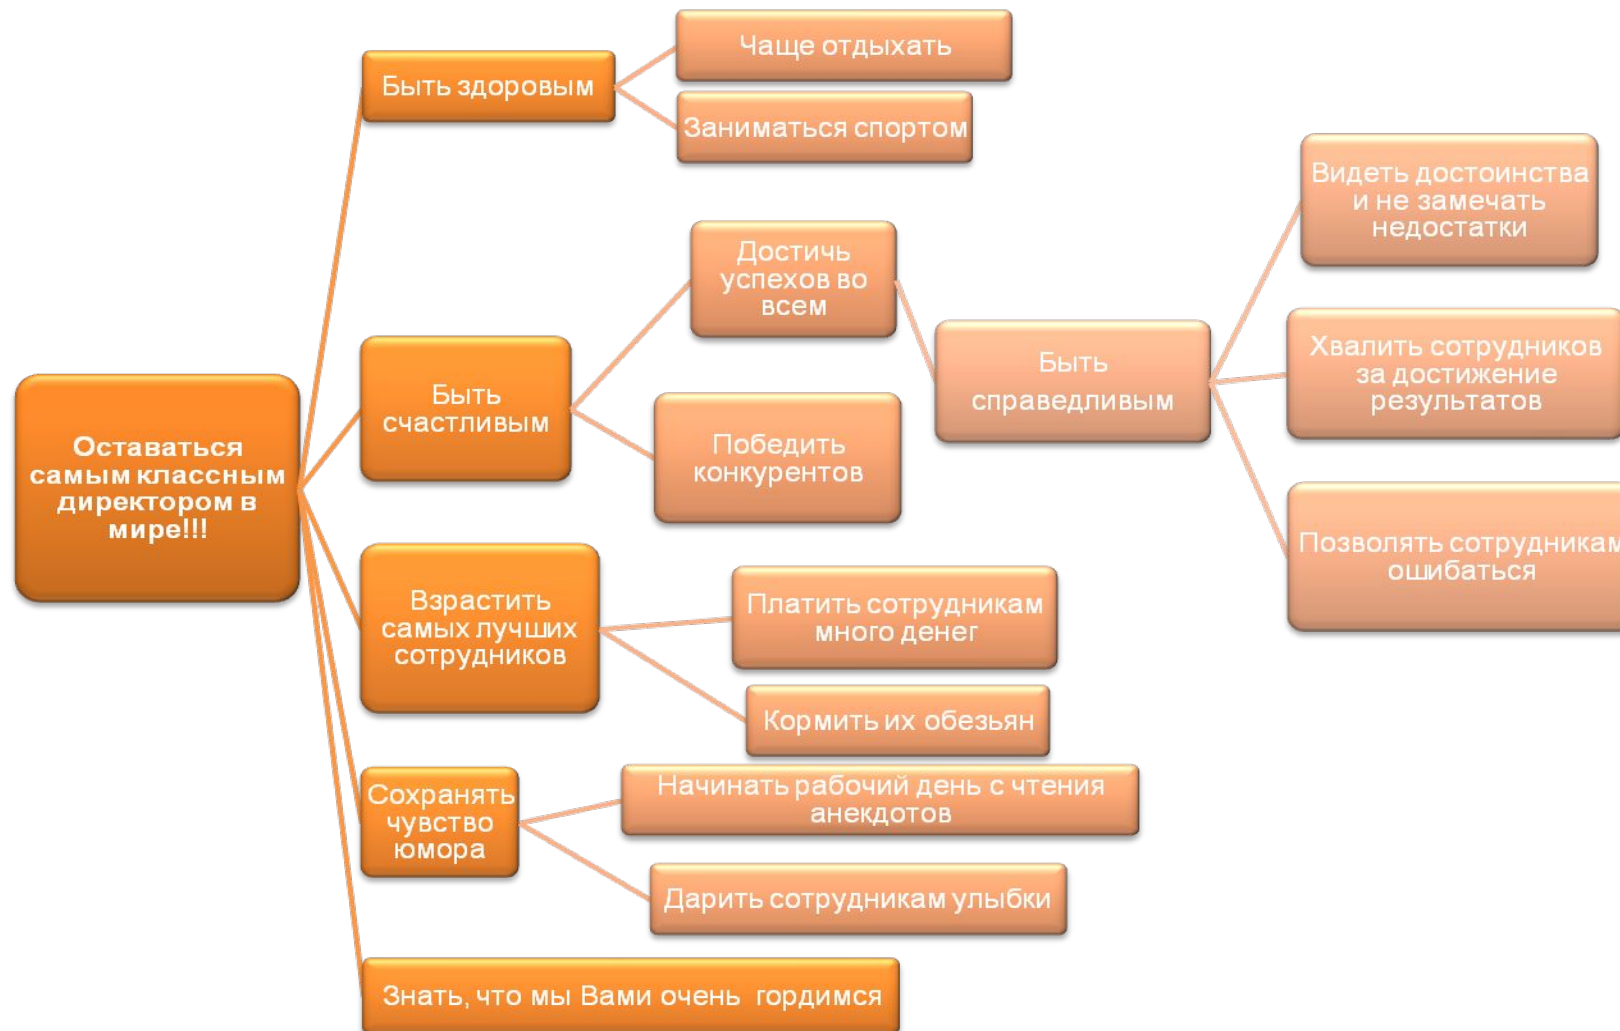 Оставаться
самым классным
директором в
мире!!!
Быть здоровым
Чаще отдыхать
Заниматься спортом
Быть
счастливым
Достичь
успехов во
всем
Быть
справедливым
Видеть достоинства
и не замечать
недостатки
Хвалить сотрудников
за достижение
результатов
Позволять сотрудникам
ошибаться
Победить
конкурентов
Взрастить
самых лучших
сотрудников
Платить сотрудникам
много денег
Кормить их обезьян
Сохранять
чувство
юмора
Начинать рабочий день с чтения
анекдотов
Дарить сотрудникам улыбки
Знать, что мы Вами очень  гордимся